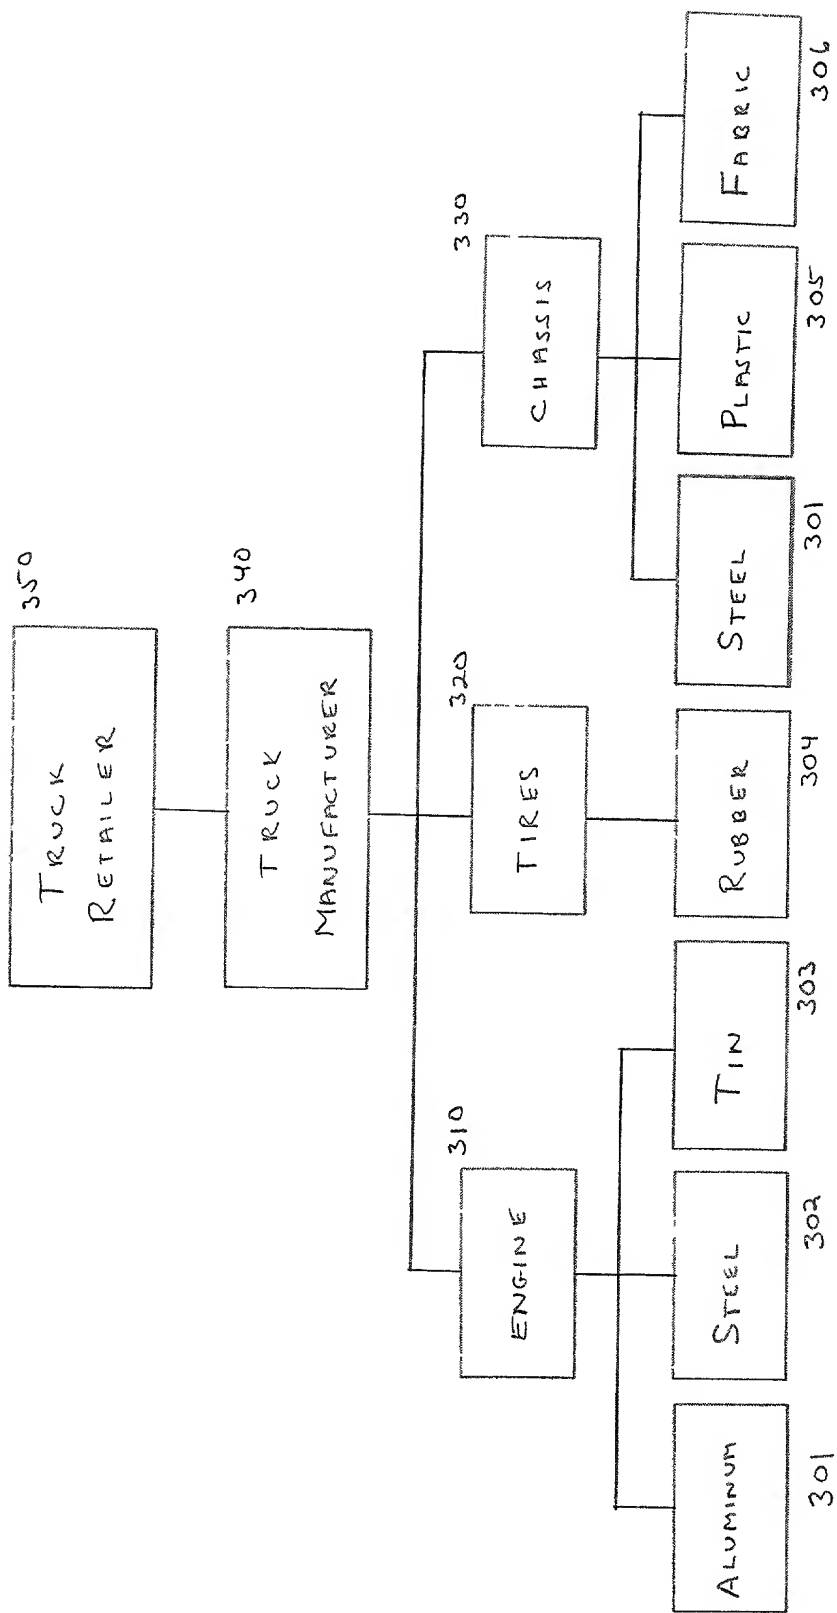 350
TRUCK
RETAILER
340
TRUCK
MANUFACTURER
310
ENGINE
320
TIRES
330
CHASSIS
ALUMINUM
301
STEEL
302
TIN
303
RUBBER
304
STEEL
301
PLASTIC
305
FABRIC
306